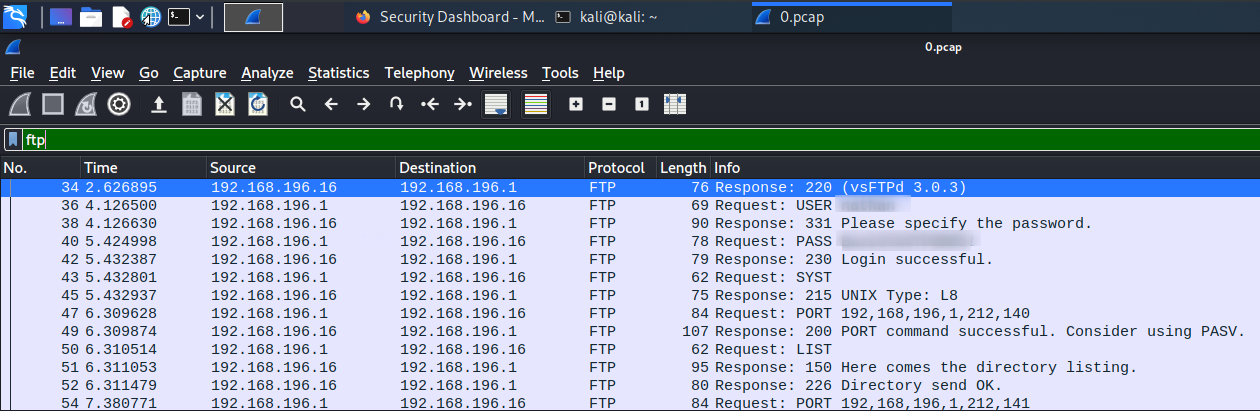 Security Dashboard - M...
kali@kali: ~
0.pcap
0.pcap
File Edit View Go Capture Analyze Statistics Telephony Wireless Tools Help
ftp
No. Time Source Destination Protocol Length Info
34 2.626895 192.168.196.16 192.168.196.1 FTP 76 Response: 220 (vsFTPd 3.0.3)
36 4.126500 192.168.196.1 192.168.196.16 FTP 69 Request: USER
38 4.126630 192.168.196.16 192.168.196.1 FTP 90 Response: 331 Please specify the password.
40 5.424998 192.168.196.1 192.168.196.16 FTP 78 Request: PASS
42 5.432387 192.168.196.16 192.168.196.1 FTP 79 Response: 230 Login successful.
43 5.432801 192.168.196.1 192.168.196.16 FTP 62 Request: SYST
45 5.432937 192.168.196.16 192.168.196.1 FTP 75 Response: 215 UNIX Type: L8
47 6.309628 192.168.196.1 192.168.196.16 FTP 84 Request: PORT 192,168,196,1,212,140
49 6.309874 192.168.196.16 192.168.196.1 FTP 107 Response: 200 PORT command successful. Consider using PASV.
50 6.310514 192.168.196.1 192.168.196.16 FTP 62 Request: LIST
51 6.311053 192.168.196.16 192.168.196.1 FTP 95 Response: 150 Here comes the directory listing.
52 6.311479 192.168.196.16 192.168.196.1 FTP 80 Response: 226 Directory send OK.
54 7.380771 192.168.196.1 192.168.196.16 FTP 84 Request: PORT 192,168,196,1,212,141